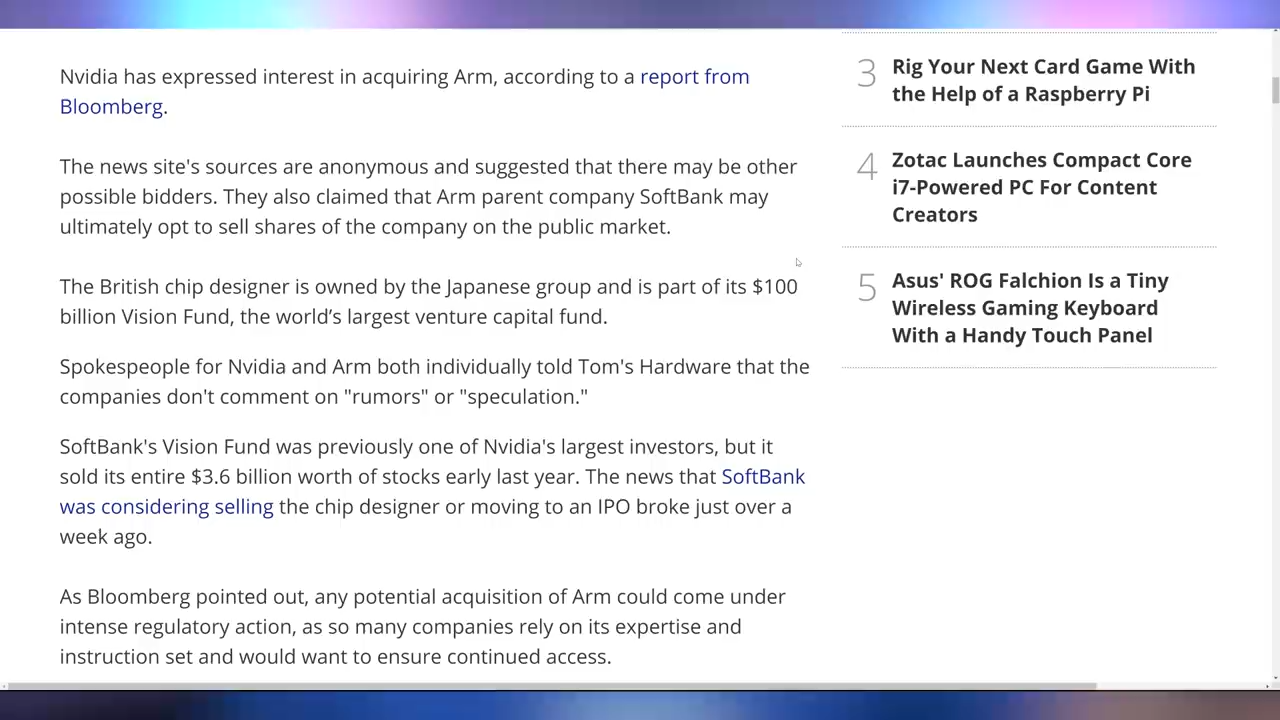 Nvidia has expressed interest in acquiring Arm, according to a report from
Bloomberg.
The news site's sources are anonymous and suggested that there may be other
possible bidders. They also claimed that Arm parent company SoftBank may
ultimately opt to sell shares of the company on the public market.
The British chip designer is owned by the Japanese group and is part of its $100
billion Vision Fund, the world’s largest venture capital fund.
Spokespeople for Nvidia and Arm both individually told Tom's Hardware that the
companies don't comment on "rumors" or "speculation."
SoftBank's Vision Fund was previously one of Nvidia's largest investors, but it
sold its entire $3.6 billion worth of stocks early last year. The news that SoftBank
was considering selling the chip designer or moving to an IPO broke just over a
week ago.
As Bloomberg pointed out, any potential acquisition of Arm could come under
intense regulatory action, as so many companies rely on its expertise and
instruction set and would want to ensure continued access.
3 Rig Your Next Card Game With
the Help of a Raspberry Pi
4 Zotac Launches Compact Core
i7-Powered PC For Content
Creators
5 Asus' ROG Falchion Is a Tiny
Wireless Gaming Keyboard
With a Handy Touch Panel